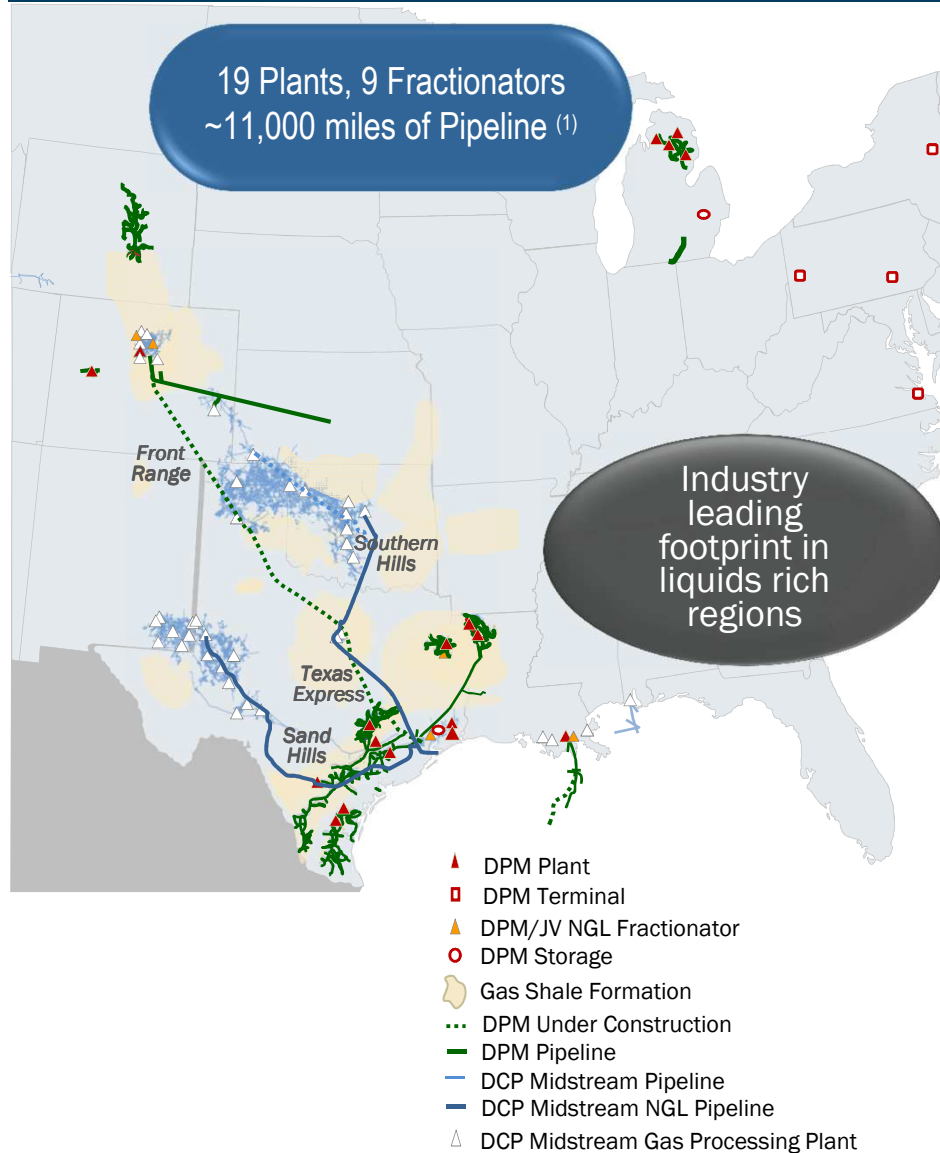 19 Plants, 9 Fractionators
~11,000 miles of Pipeline (1)
Front
Range
Southern
Hills
Industry
leading
footprint in
liquids rich
regions
Texas
Express
Sand
Hills
DPM Plant
DPM Terminal
DPM/JV NGL Fractionator
DPM Storage
Gas Shale Formation
DPM Under Construction
DPM Pipeline
DCP Midstream Pipeline
DCP Midstream NGL Pipeline
DCP Midstream Gas Processing Plant